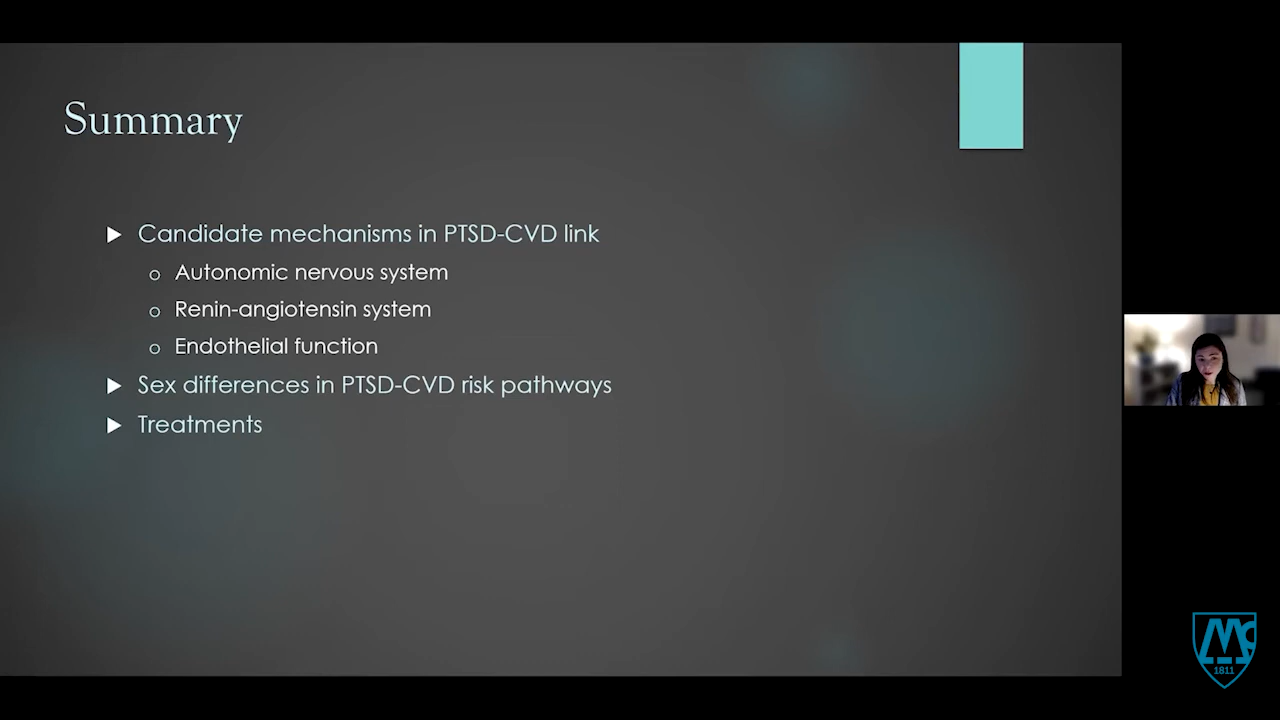 Summary
Candidate mechanisms in PTSD-CVD link
Autonomic nervous system
Renin-angiotensin system
Endothelial function
Sex differences in PTSD-CVD risk pathways
Treatments
Mc
1811